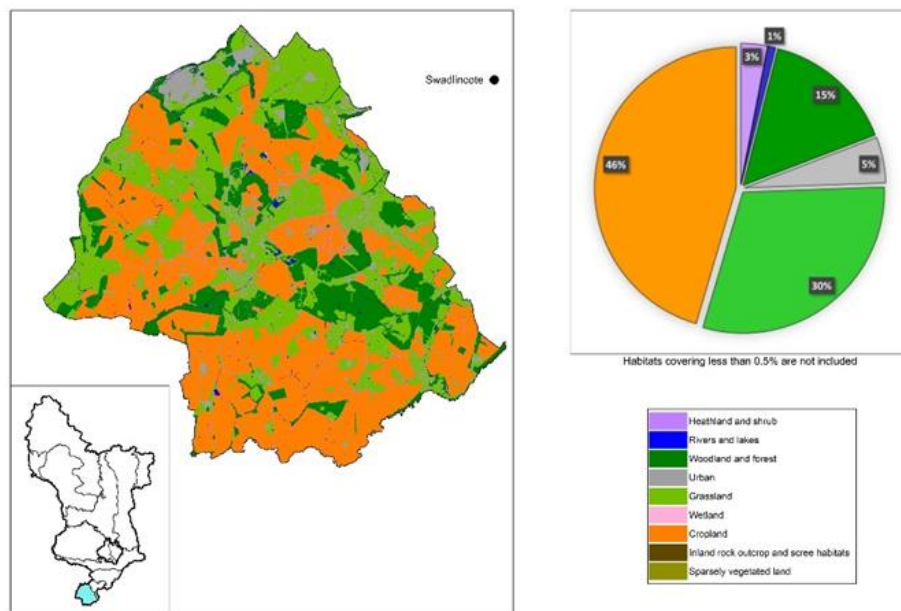 Swadlincote
3%
1%
15%
5%
30%
46%
Habitats covering less than 0.5% are not included
Heathland and shrub
Rivers and lakes
Woodland and forest
Urban
Grassland
Wetland
Cropland
Inland rock outcrop and scree habitats
Sparsely vegetated land